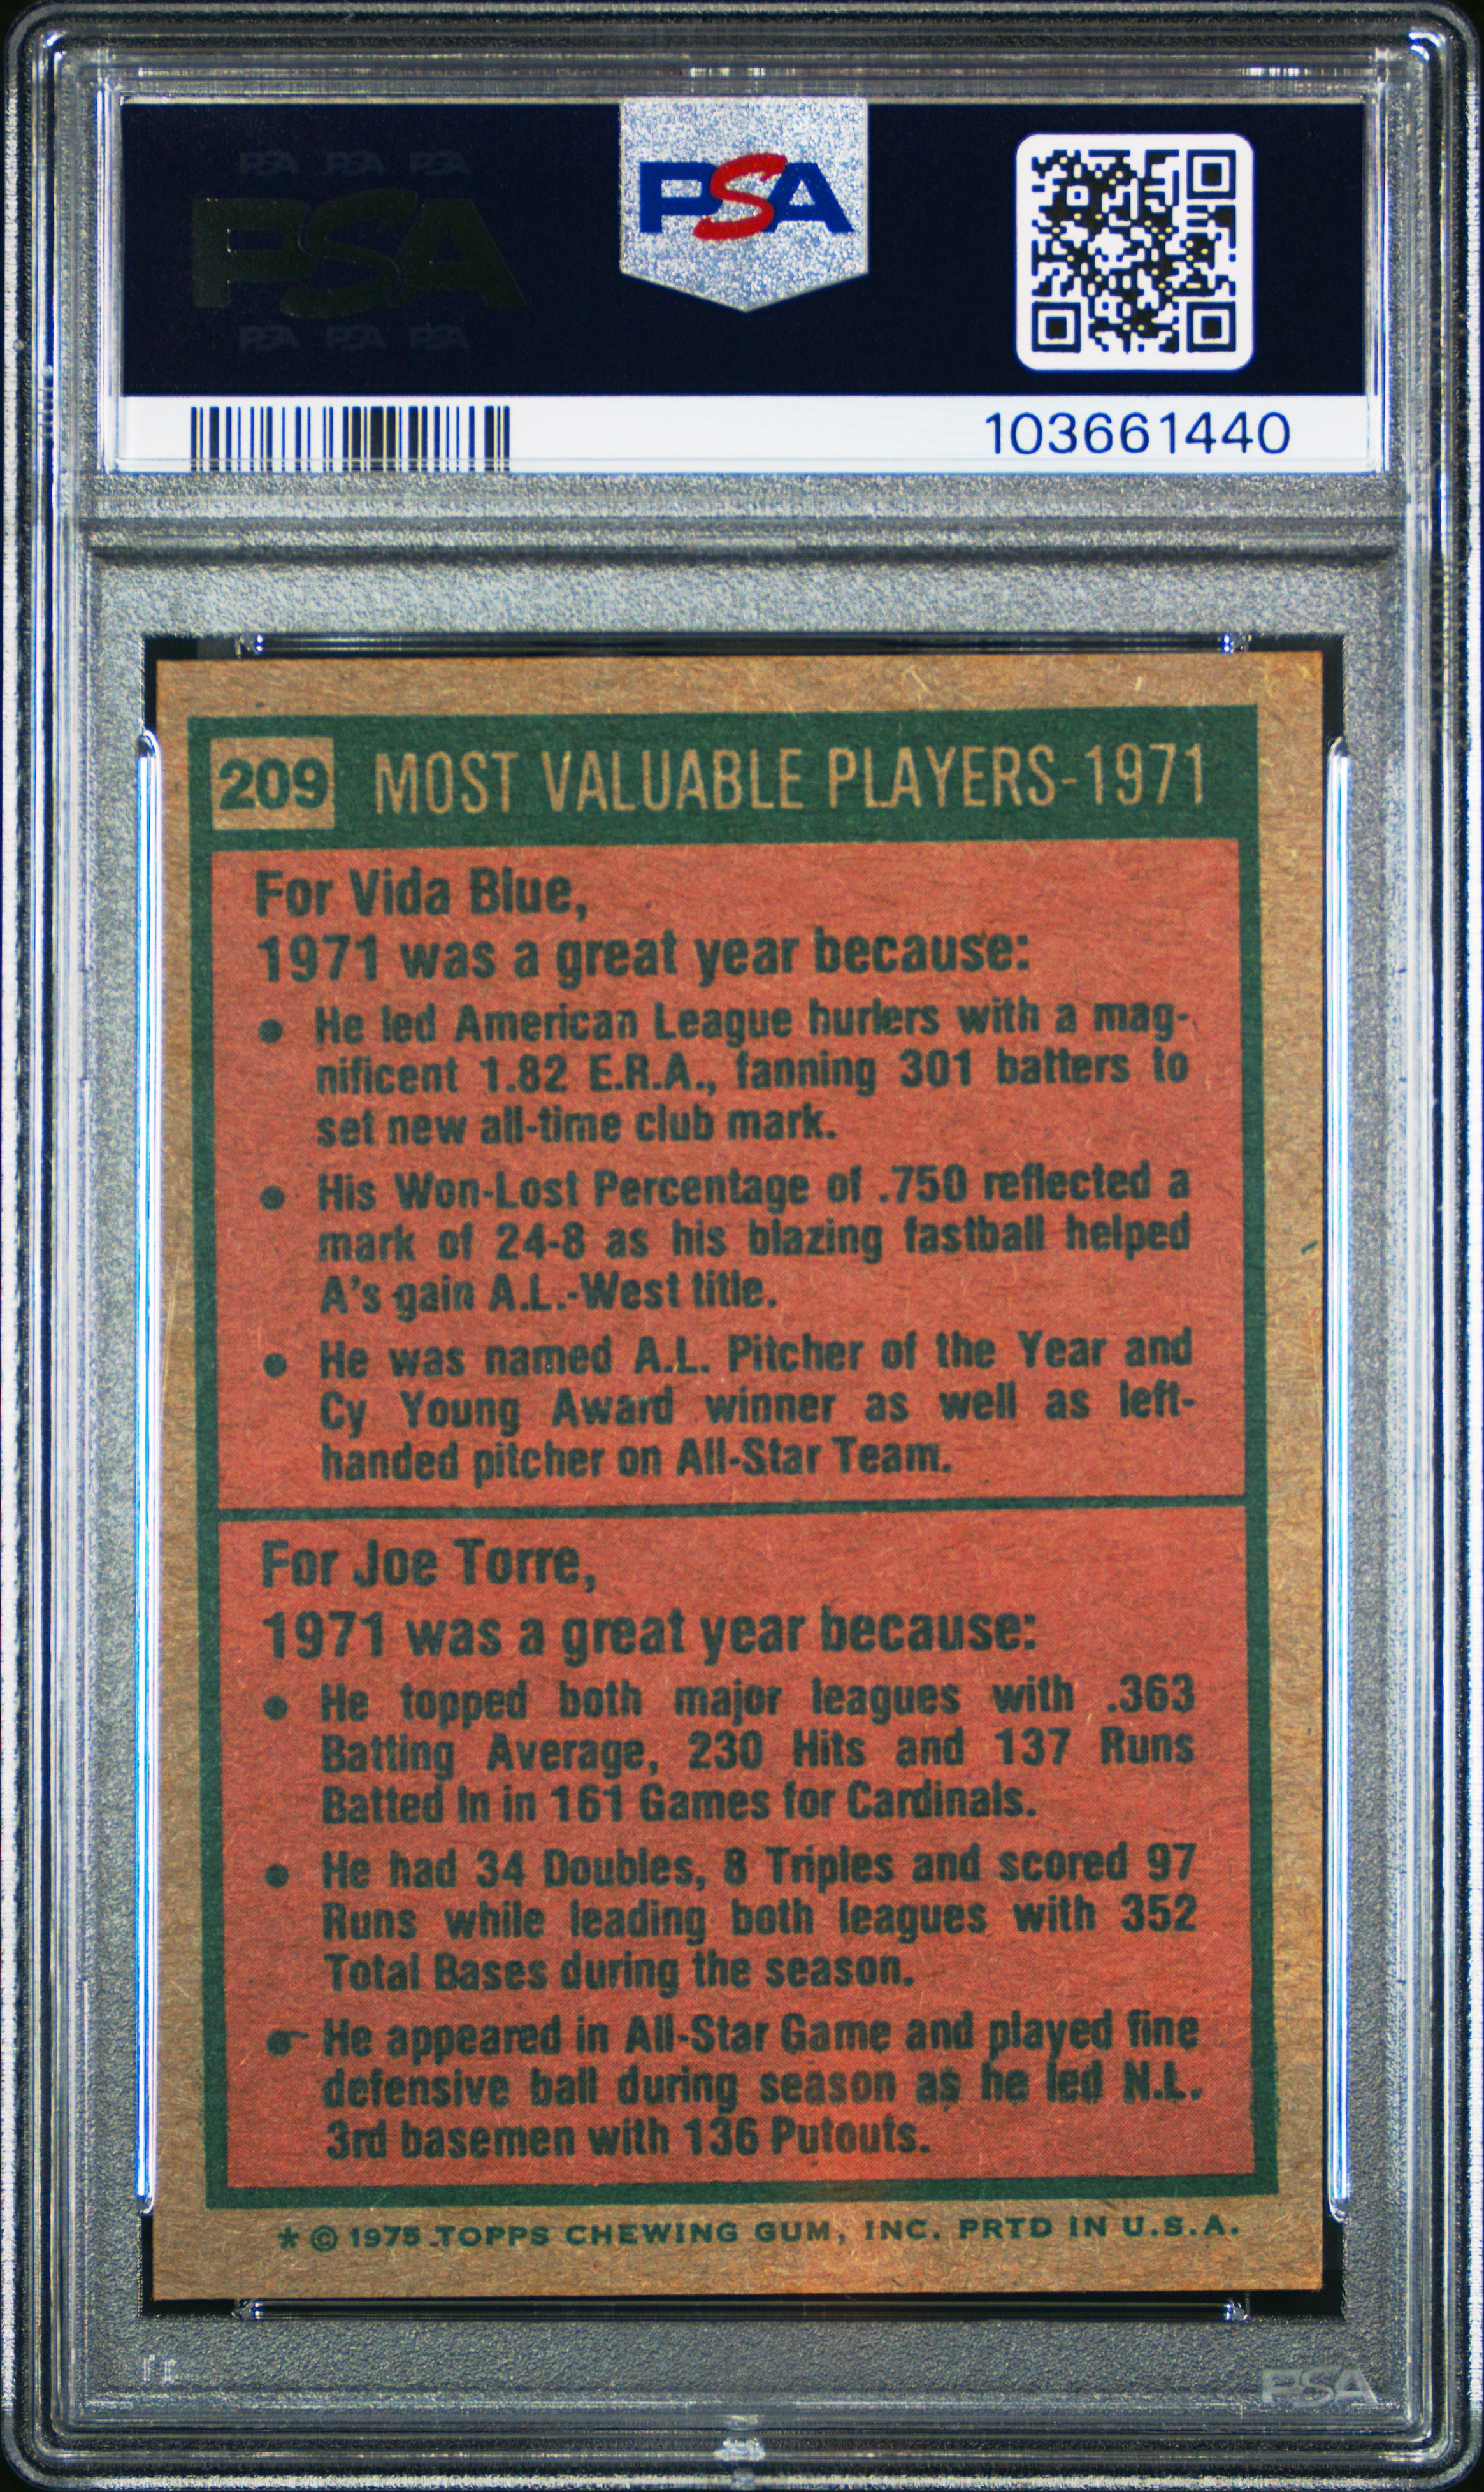 PSA PSA PSA
PSA
PSA PSA PSA
PSA
103661440
209 MOST VALUABLE PLAYERS-1971
For Vida Blue,
1971 was a great year because:
● He led American League hurlers with a mag-
nificent 1.82 E.R.A., fanning 301 batters to
set new all-time club mark.
● His Won-Lost Percentage of .750 reflected a
mark of 24-8 as his blazing fastball helped
A's gain A.L.-West title.
● He was named A.L. Pitcher of the Year and
Cy Young Award winner as well as left-
handed pitcher on All-Star Team.
For Joe Torre,
1971 was a great year because:
● He topped both major leagues with .363
Batting Average, 230 Hits and 137 Runs
Batted In in 161 Games for Cardinals.
● He had 34 Doubles, 8 Triples and scored 97
Runs while leading both leagues with 352
Total Bases during the season.
● He appeared in All-Star Game and played fine
defensive ball during season as he led N.L.
3rd basemen with 136 Putouts.
* © 1975 TOPPS CHEWING GUM, INC. PRTD IN U.S.A.
PSA